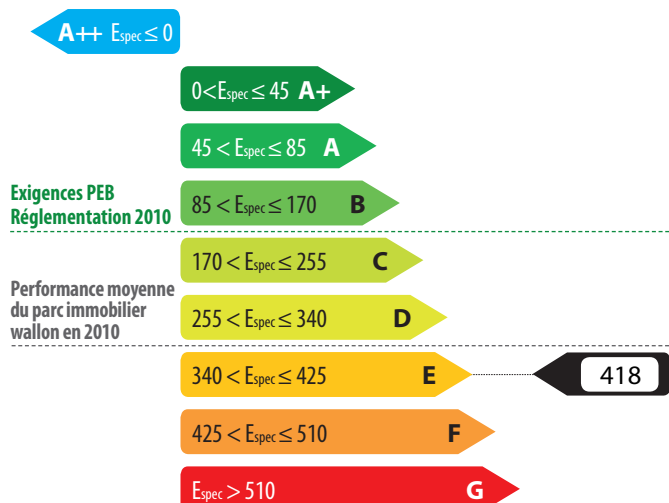 A++ Espec ≤ 0
0<Espec ≤ 45 A+
45 < Espec ≤ 85 A
Exigences PEB
Réglementation 2010
85 < Espec ≤ 170 B
170 < Espec ≤ 255 C
Performance moyenne
du parc immobilier
wallon en 2010
255 < Espec ≤ 340 D
340 < Espec ≤ 425 E
418
425 < Espec ≤ 510 F
Espec > 510 G